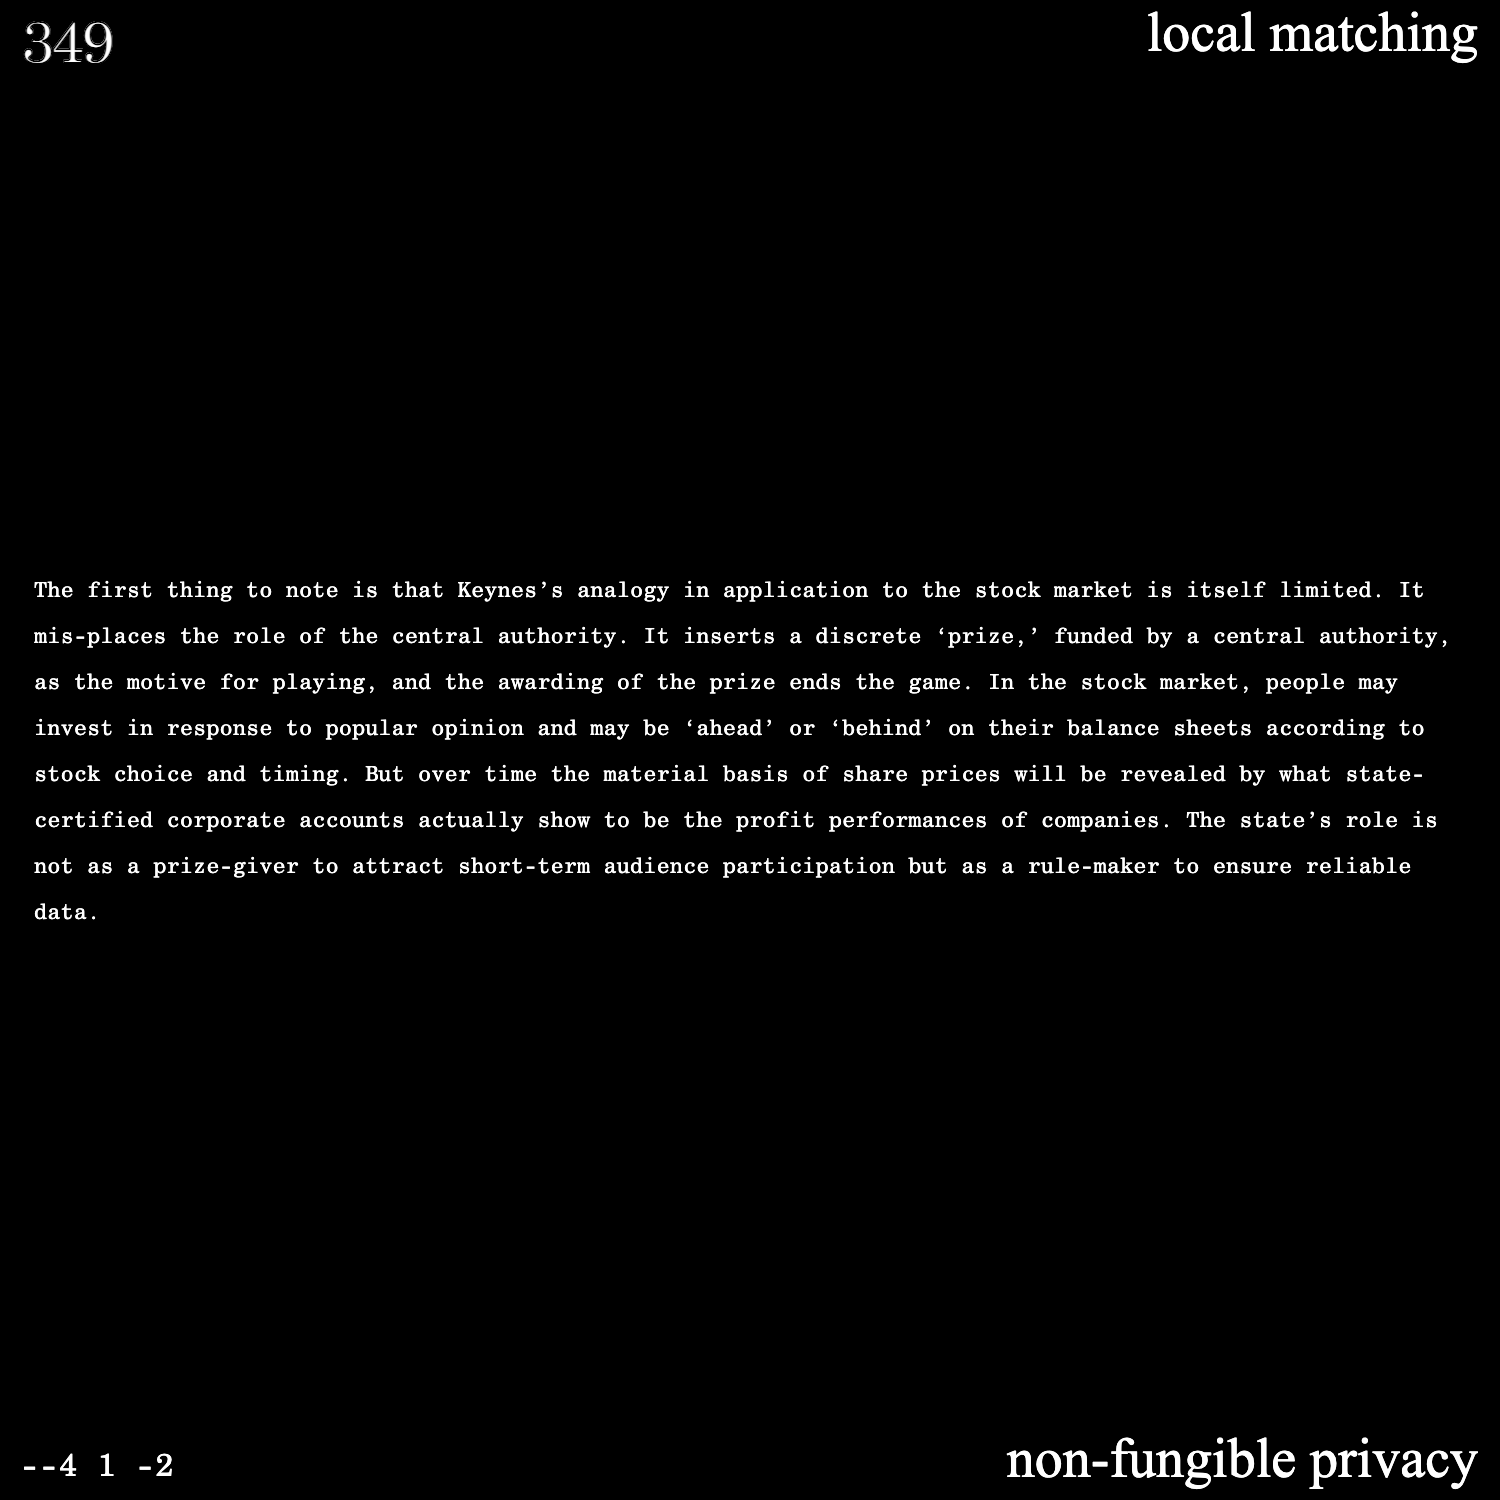 349
local matching
The first thing to note is that Keynes’s analogy in application to the stock market is itself limited. It
mis-places the role of the central authority. It inserts a discrete ‘prize,’ funded by a central authority,
as the motive for playing, and the awarding of the prize ends the game. In the stock market, people may
invest in response to popular opinion and may be ‘ahead’ or ‘behind’ on their balance sheets according to
stock choice and timing. But over time the material basis of share prices will be revealed by what state-
certified corporate accounts actually show to be the profit performances of companies. The state’s role is
not as a prize-giver to attract short-term audience participation but as a rule-maker to ensure reliable
data.
--4 1 -2
non-fungible privacy